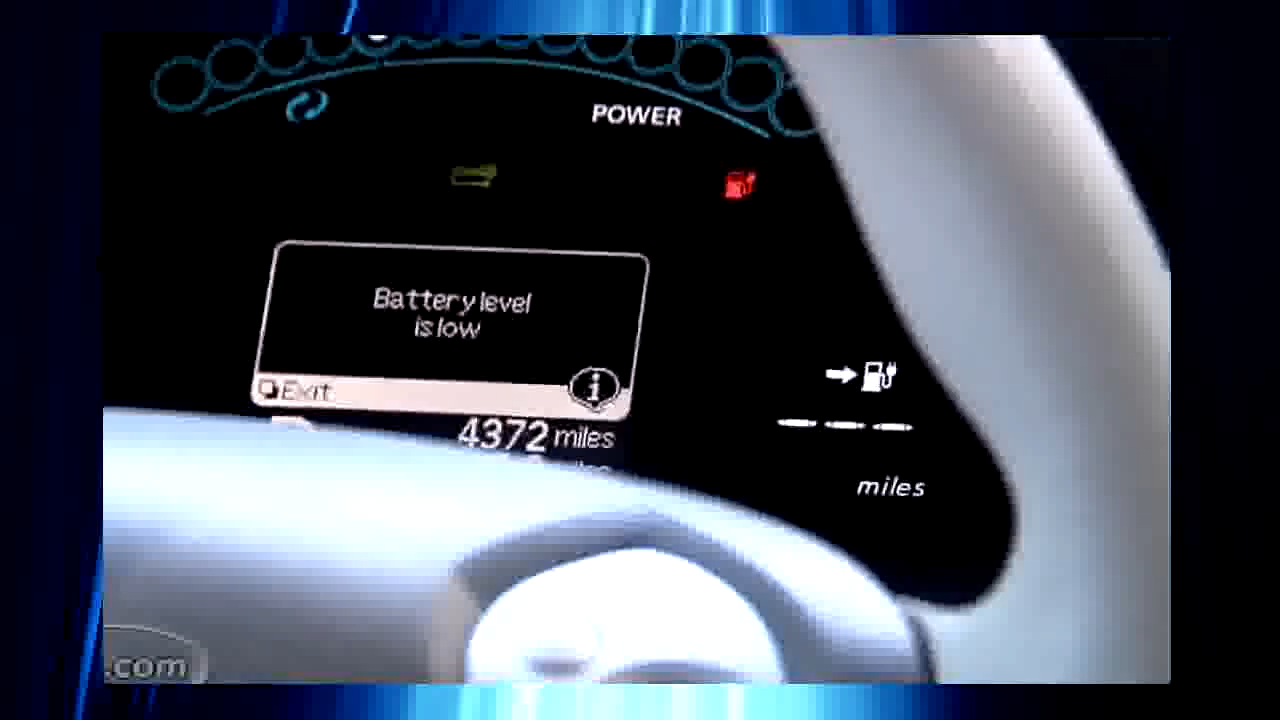 POWER
Battery level
is low
Exit
i
4372 miles
miles
.com